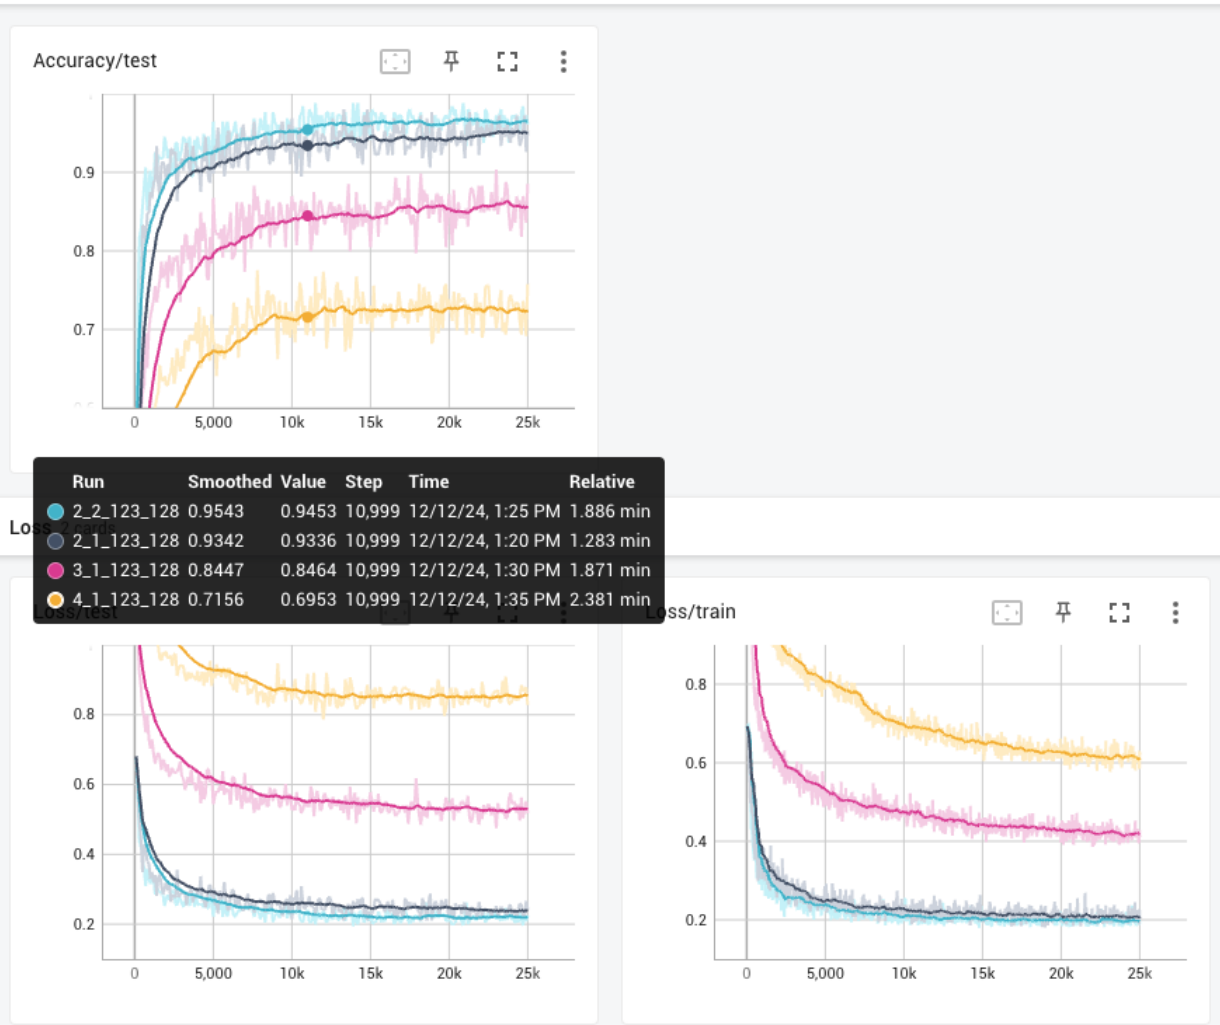 Accuracy/test
0.9
0.8
0.7
0.6
0 5,000 10k 15k 20k 25k
Run Smoothed Value Step Time Relative
2_2_123_128 0.9543 0.9453 10,999 12/12/24, 1:25 PM 1.886 min
2_1_123_128 0.9342 0.9336 10,999 12/12/24, 1:20 PM 1.283 min
3_1_123_128 0.8447 0.8464 10,999 12/12/24, 1:30 PM 1.871 min
4_1_123_128 0.7156 0.6953 10,999 12/12/24, 1:35 PM 2.381 min
Loss 2 cards
Loss/test
0.8
0.6
0.4
0.2
0 5,000 10k 15k 20k 25k
Loss/train
0.8
0.6
0.4
0.2
0 5,000 10k 15k 20k 25k